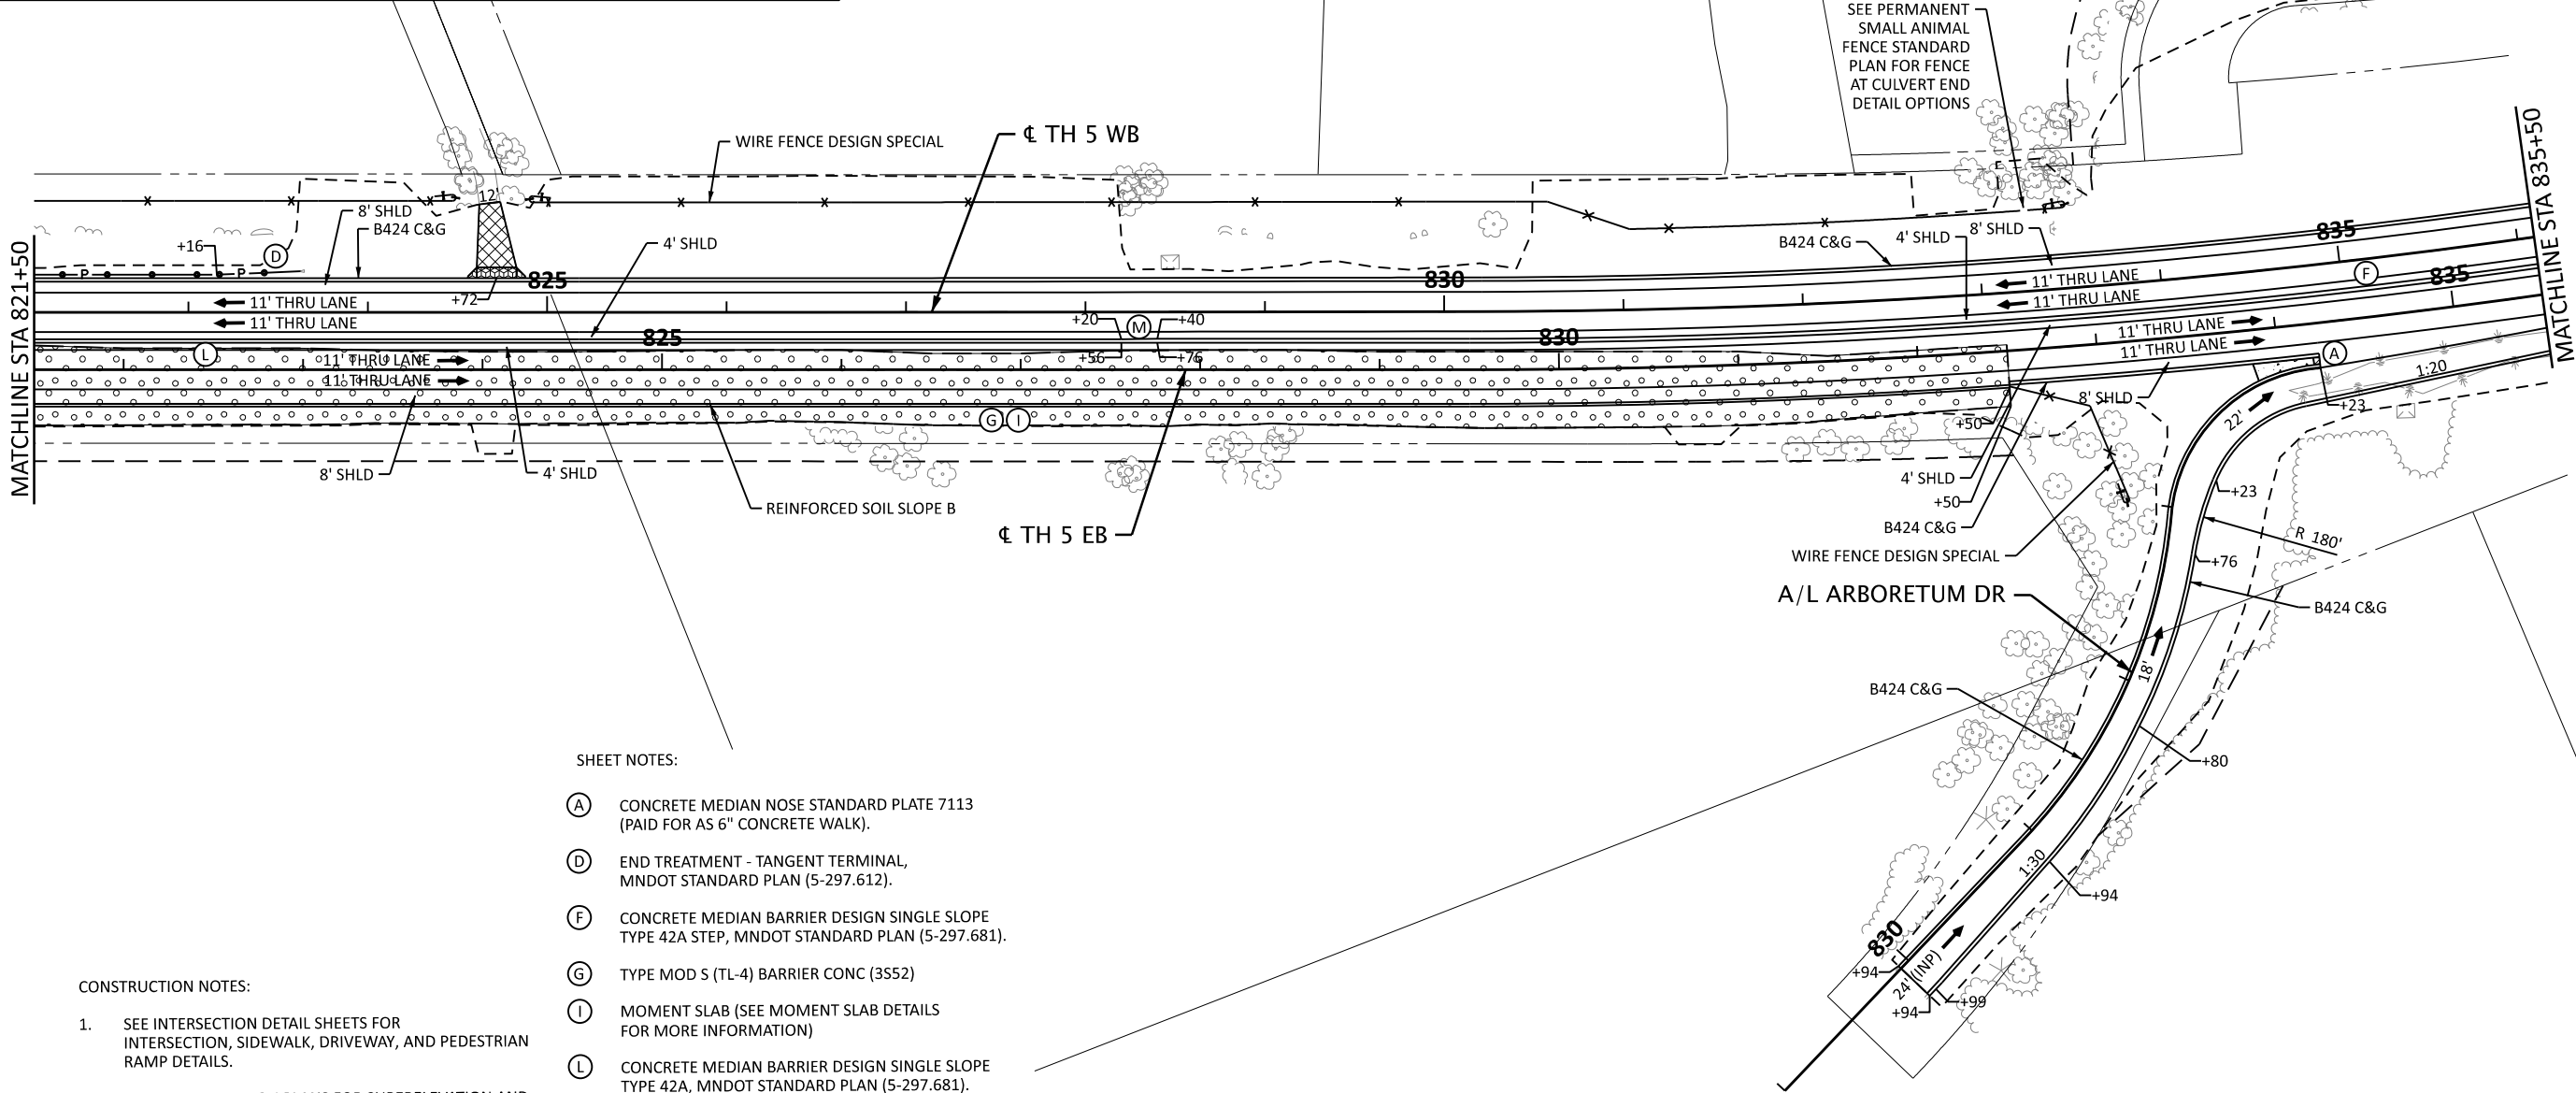 SEE PERMANENT
SMALL ANIMAL
FENCE STANDARD
PLAN FOR FENCE
AT CULVERT END
DETAIL OPTIONS
℄ TH 5 WB
WIRE FENCE DESIGN SPECIAL
MATCHLINE STA 821+50
MATCHLINE STA 835+50
12'
8' SHLD
B424 C&G
+16
D
P
P
4' SHLD
+72
825
830
835
B424 C&G
4' SHLD
8' SHLD
11' THRU LANE
11' THRU LANE
11' THRU LANE
11' THRU LANE
F
835
+20
M
+40
+56
+76
825
830
L
11' THRU LANE
11' THRU LANE
11' THRU LANE
11' THRU LANE
A
1:20
+23
8' SHLD
22'
G
I
+50
8' SHLD
4' SHLD
REINFORCED SOIL SLOPE B
℄ TH 5 EB
4' SHLD
+50
B424 C&G
WIRE FENCE DESIGN SPECIAL
+23
R 180'
+76
A/L ARBORETUM DR
B424 C&G
18'
B424 C&G
+80
1:30
+94
830
+94
24' (INP)
+99
+94
SHEET NOTES:
A CONCRETE MEDIAN NOSE STANDARD PLATE 7113
(PAID FOR AS 6" CONCRETE WALK).
D END TREATMENT - TANGENT TERMINAL,
MNDOT STANDARD PLAN (5-297.612).
F CONCRETE MEDIAN BARRIER DESIGN SINGLE SLOPE
TYPE 42A STEP, MNDOT STANDARD PLAN (5-297.681).
G TYPE MOD S (TL-4) BARRIER CONC (3S52)
I MOMENT SLAB (SEE MOMENT SLAB DETAILS
FOR MORE INFORMATION)
L CONCRETE MEDIAN BARRIER DESIGN SINGLE SLOPE
TYPE 42A, MNDOT STANDARD PLAN (5-297.681).
CONSTRUCTION NOTES:
1. SEE INTERSECTION DETAIL SHEETS FOR
INTERSECTION, SIDEWALK, DRIVEWAY, AND PEDESTRIAN
RAMP DETAILS.